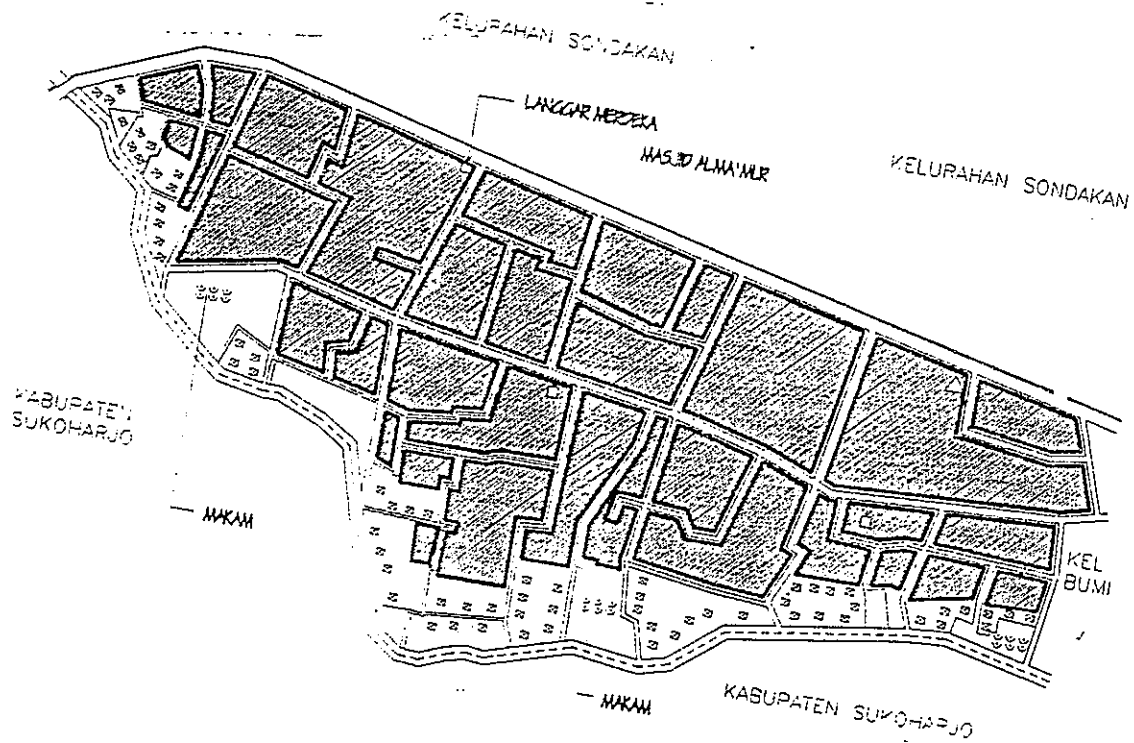 KELURAHAN SONDAKAN
LANGGAR MERDEKA
MASJID ALMA'MUR
KELURAHAN SONDAKAN
KABUPATEN
SUKOHARJO
MAKAM
KEL
BUMI
MAKAM
KABUPATEN SUKOHARJO